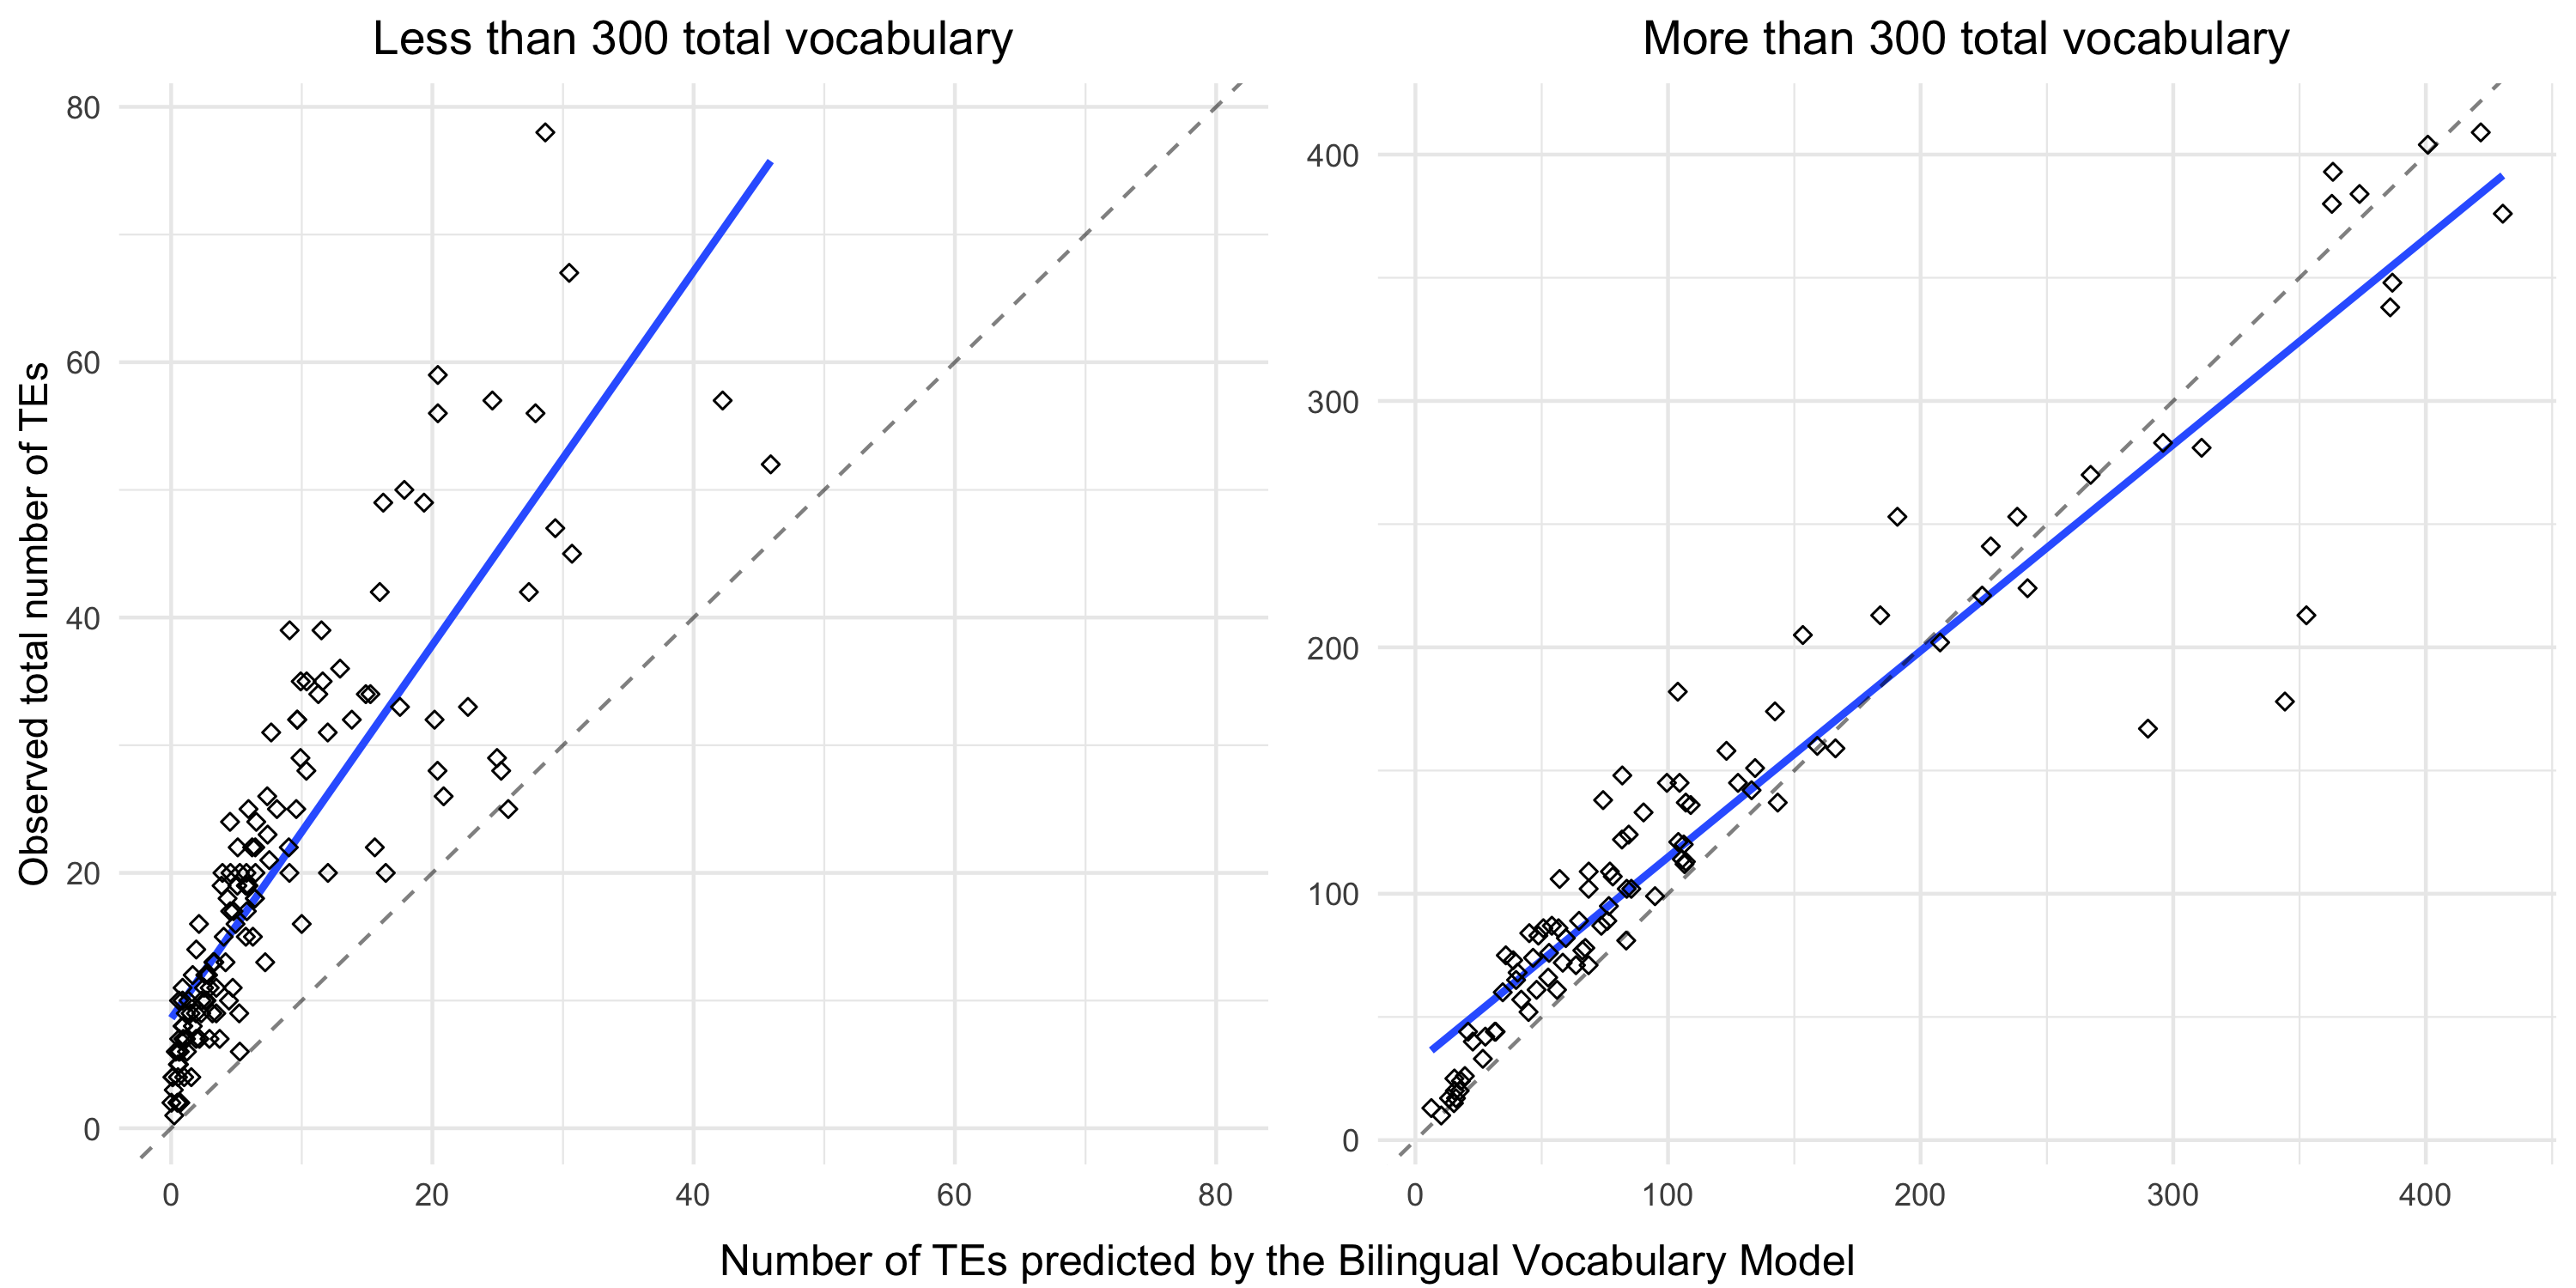 Less than 300 total vocabulary
More than 300 total vocabulary
Observed total number of TEs
80
60
40
20
0
0 20 40 60 80
400
300
200
100
0
0 100 200 300 400
Number of TEs predicted by the Bilingual Vocabulary Model